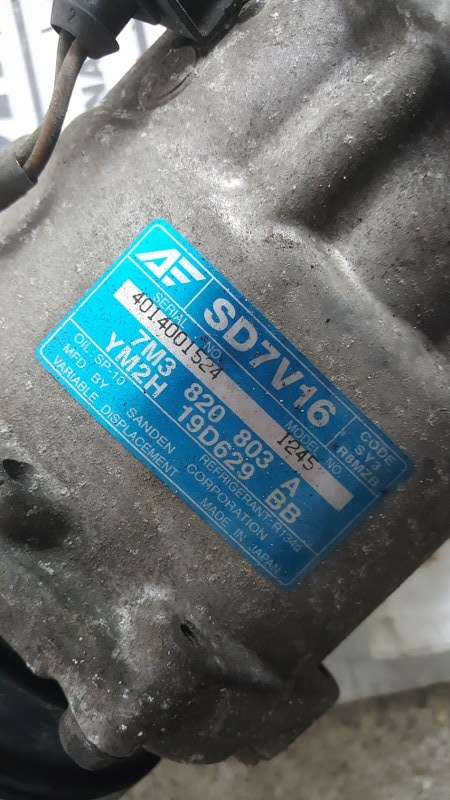 AF SD7V16 CODE
SY3
R8MZB
SERIAL NO. MODEL NO.
4014001524 1245
7M3 820 803 A
YM2H 19D629 BB
OIL:SP-10 REFRIGERANT:R134a
MFD BY SANDEN CORPORATION
VARIABLE DISPLACEMENT MADE IN JAPAN